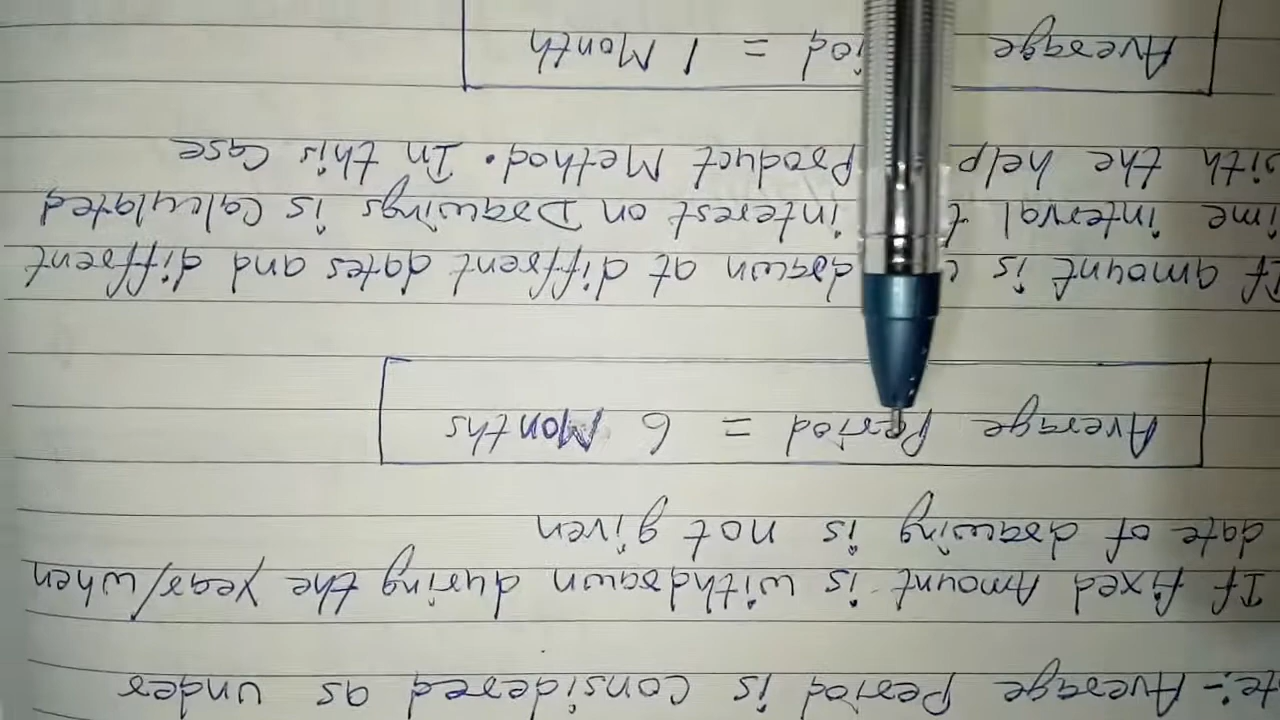 te:- Average Period is Considered as under
If fixed Amount is withdrawn during the year/when
date of drawing is not given
Average Period = 6 Months
If amount is drawn at diffrent dates and diffrent
ime interval interest on Drawings is Calculated
ith the help Product Method. In this Case
Average iod = 1 Month